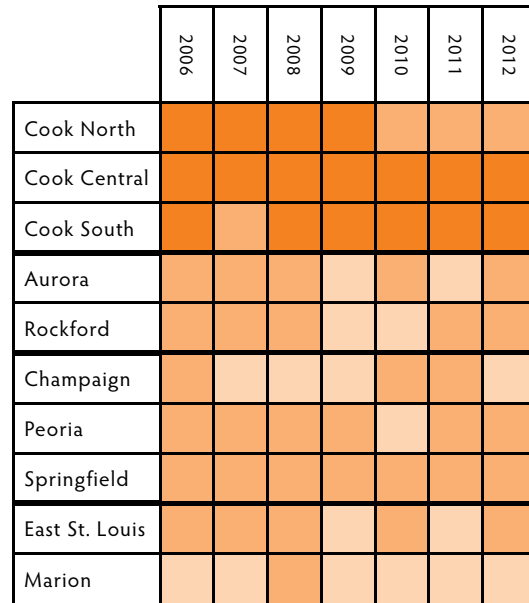 2006
2007
2008
2009
2010
2011
2012
Cook North
Cook Central
Cook South
Aurora
Rockford
Champaign
Peoria
Springfield
East St. Louis
Marion